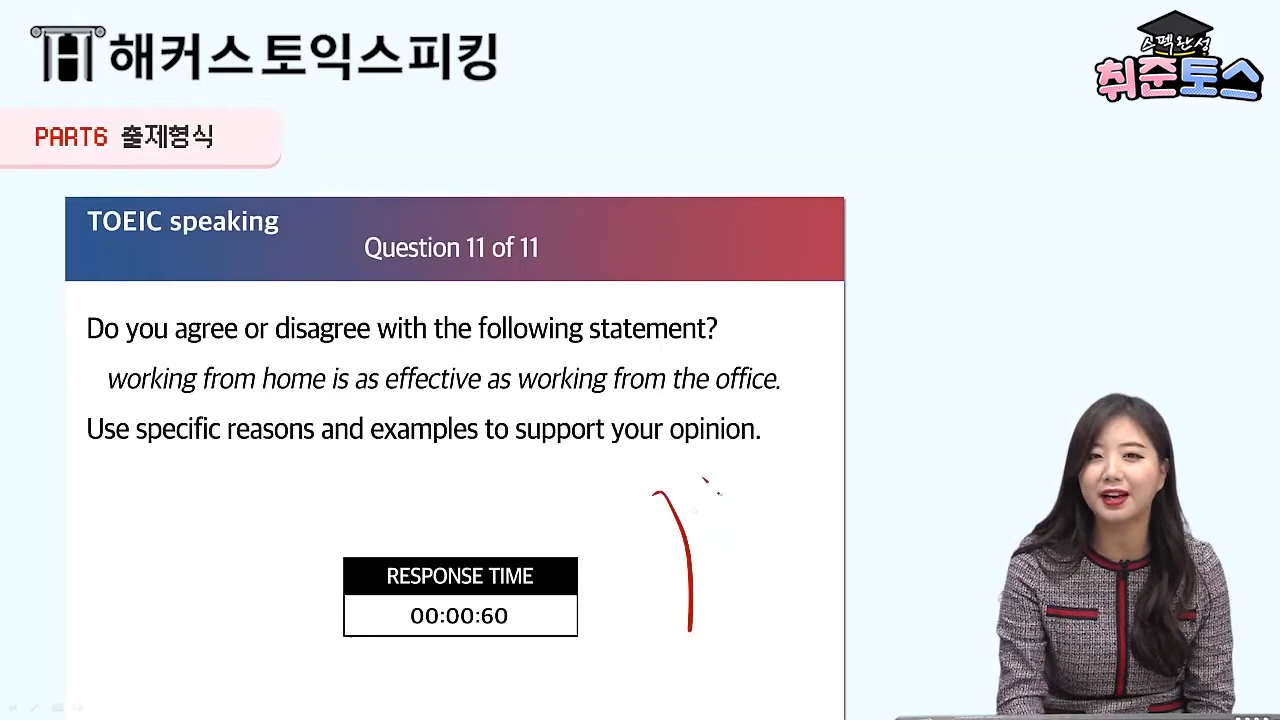 해커스 토익스피킹
스펙완성
취준토스
PART6 출제형식
TOEIC speaking
Question 11 of 11
Do you agree or disagree with the following statement?
working from home is as effective as working from the office.
Use specific reasons and examples to support your opinion.
RESPONSE TIME
00:00:60